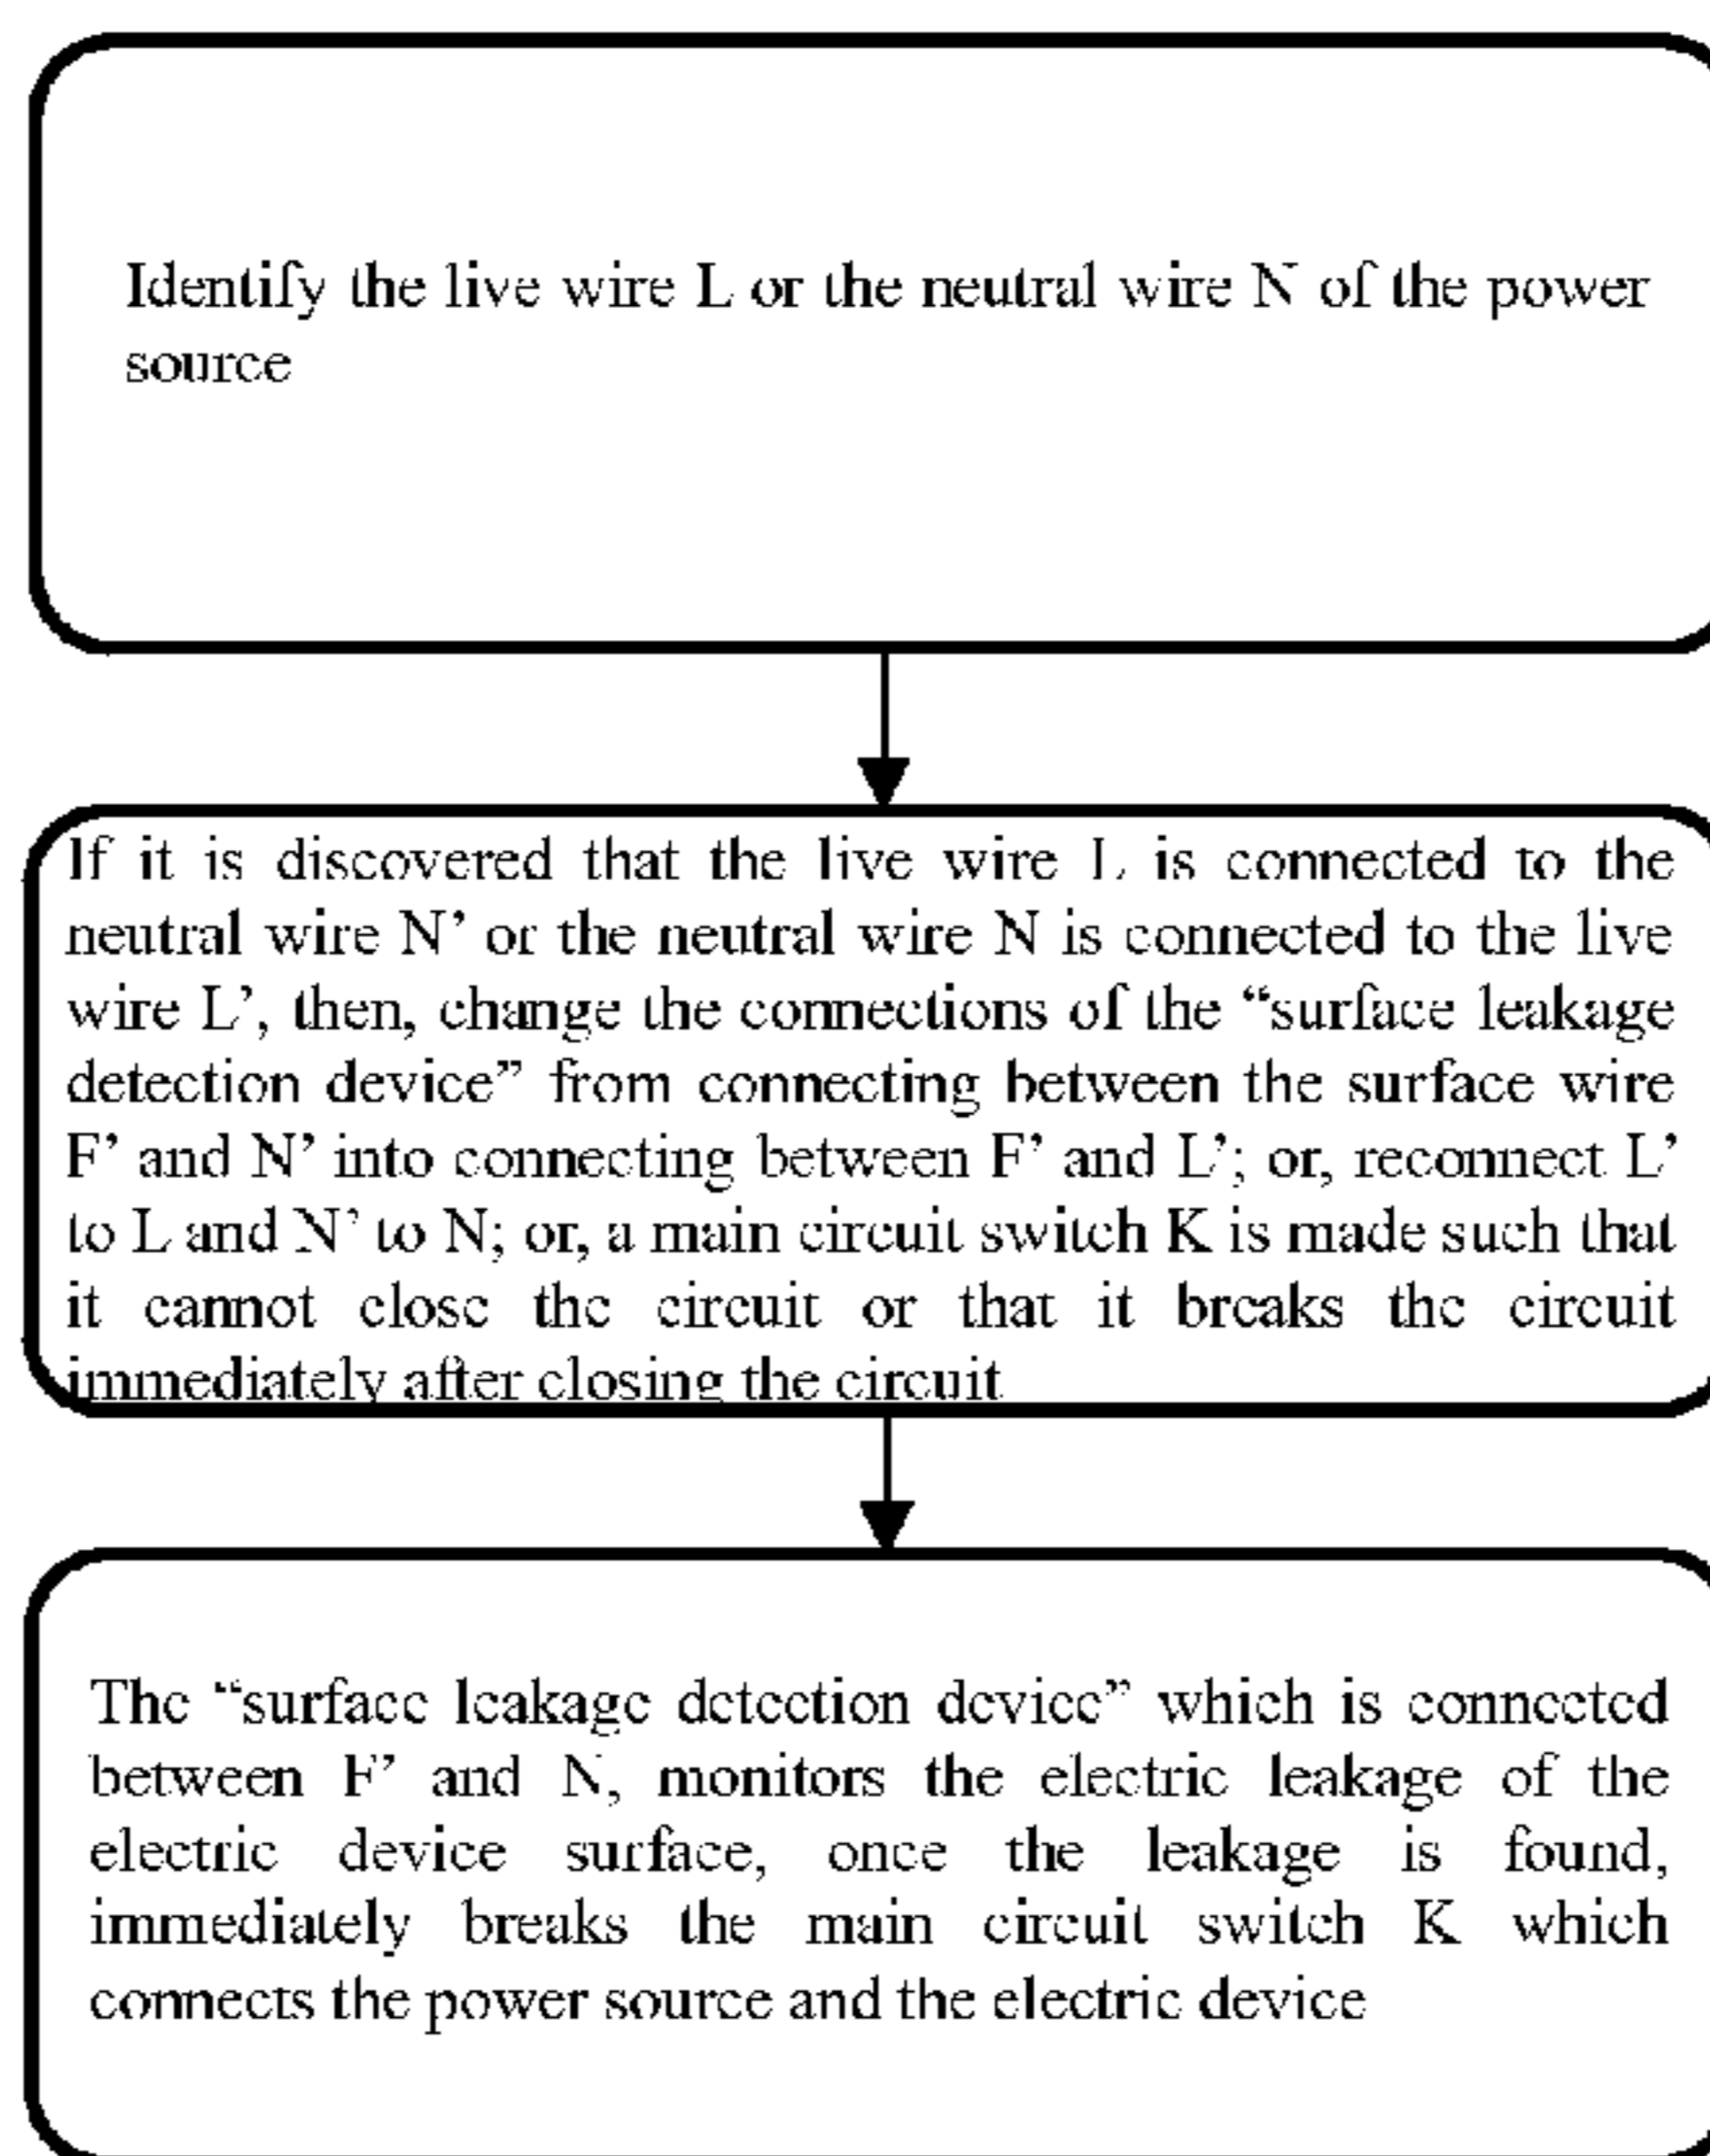 Identify the live wire L or the neutral wire N of the power
source
If it is discovered that the live wire L is connected to the
neutral wire N’ or the neutral wire N is connected to the live
wire L’, then, change the connections of the “surface leakage
detection device” from connecting between the surface wire
F’ and N’ into connecting between F’ and L’; or, reconnect L’
to L and N’ to N; or, a main circuit switch K is made such that
it cannot close the circuit or that it breaks the circuit
immediately after closing the circuit
The “surface leakage detection device” which is connected
between F’ and N, monitors the electric leakage of the
electric device surface, once the leakage is found,
immediately breaks the main circuit switch K which
connects the power source and the electric device